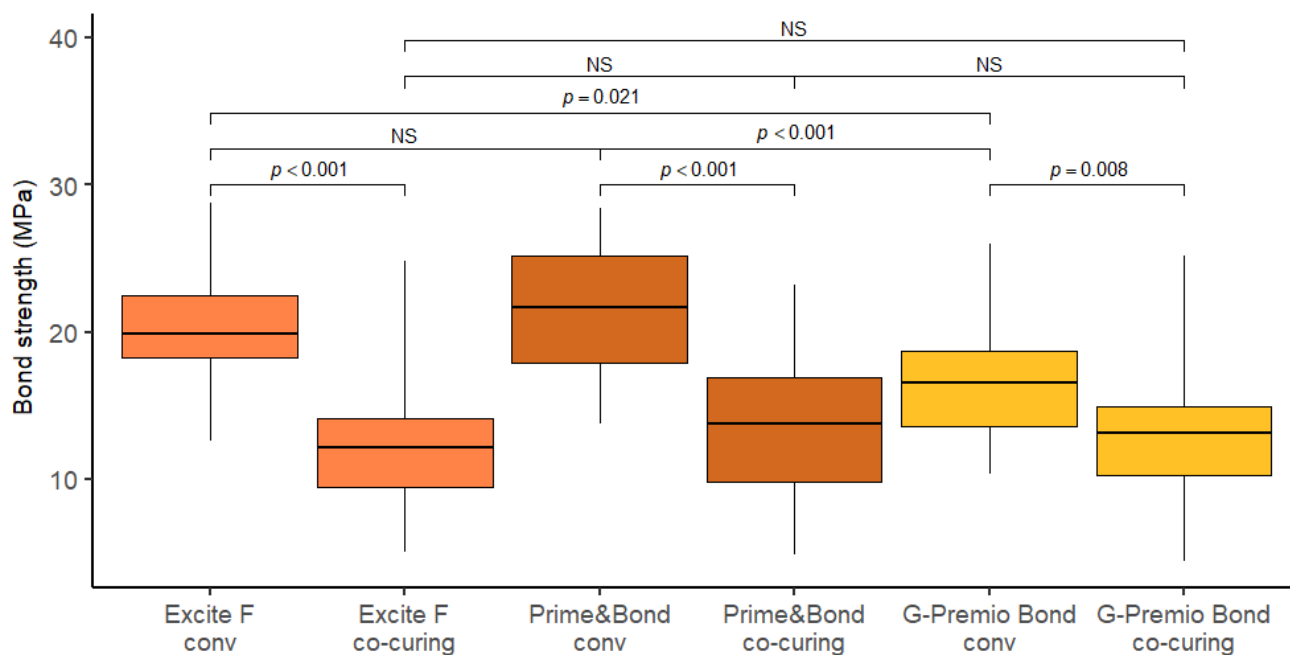 NS
40
NS NS
p = 0.021
NS p < 0.001
p < 0.001 p < 0.001 p = 0.008
30
Bond strength (MPa)
20
10
Excite F Excite F Prime&Bond Prime&Bond G-Premio Bond G-Premio Bond
conv co-curing conv co-curing conv co-curing